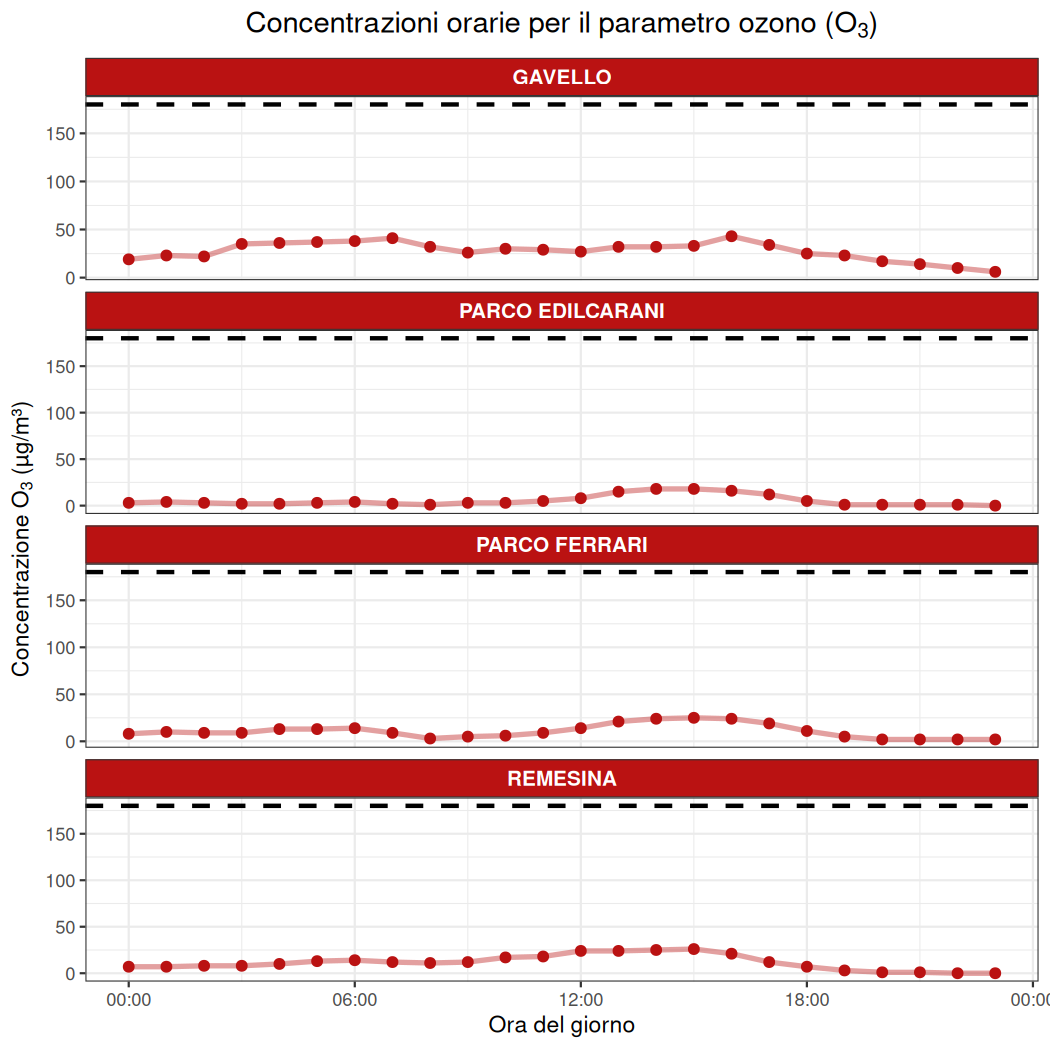 Concentrazioni orarie per il parametro ozono (O₃)
GAVELLO
150
100
50
0
PARCO EDILCARANI
150
100
50
0
PARCO FERRARI
150
100
50
0
REMESINA
150
100
50
0
Concentrazione O₃ (µg/m³)
00:00 06:00 12:00 18:00 00:00
Ora del giorno